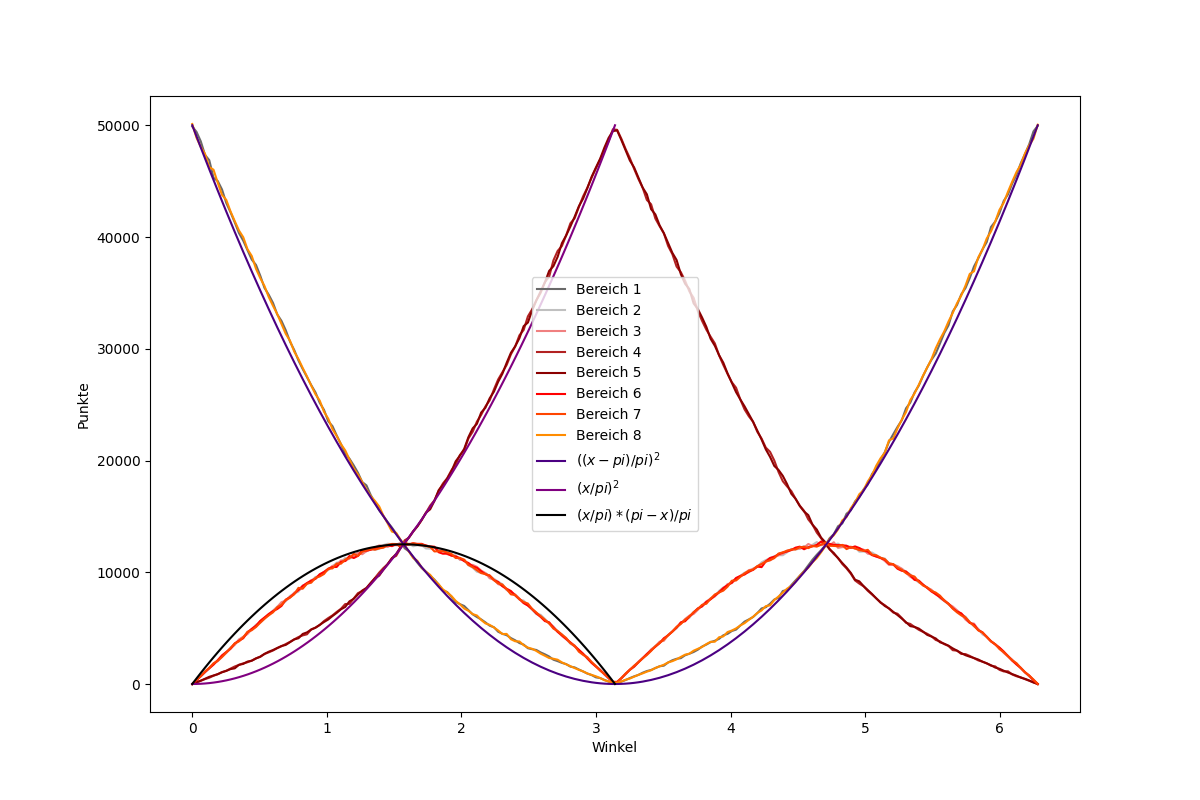 50000
40000
30000
20000
10000
0
Punkte
Bereich 1
Bereich 2
Bereich 3
Bereich 4
Bereich 5
Bereich 6
Bereich 7
Bereich 8
((x − pi)/pi)²
(x/pi)²
(x/pi) * (pi − x)/pi
0 1 2 3 4 5 6
Winkel